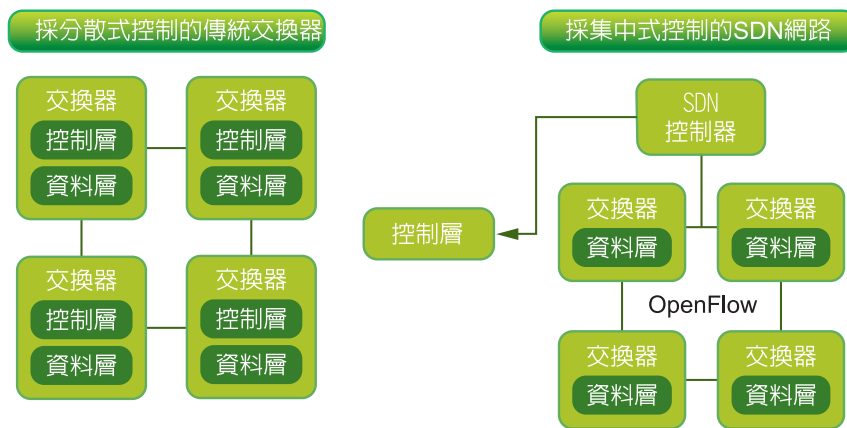 採分散式控制的傳統交換器
交換器
控制層
資料層
交換器
控制層
資料層
交換器
控制層
資料層
交換器
控制層
資料層
採集中式控制的SDN網路
SDN
控制器
控制層
交換器
資料層
交換器
資料層
OpenFlow
交換器
資料層
交換器
資料層